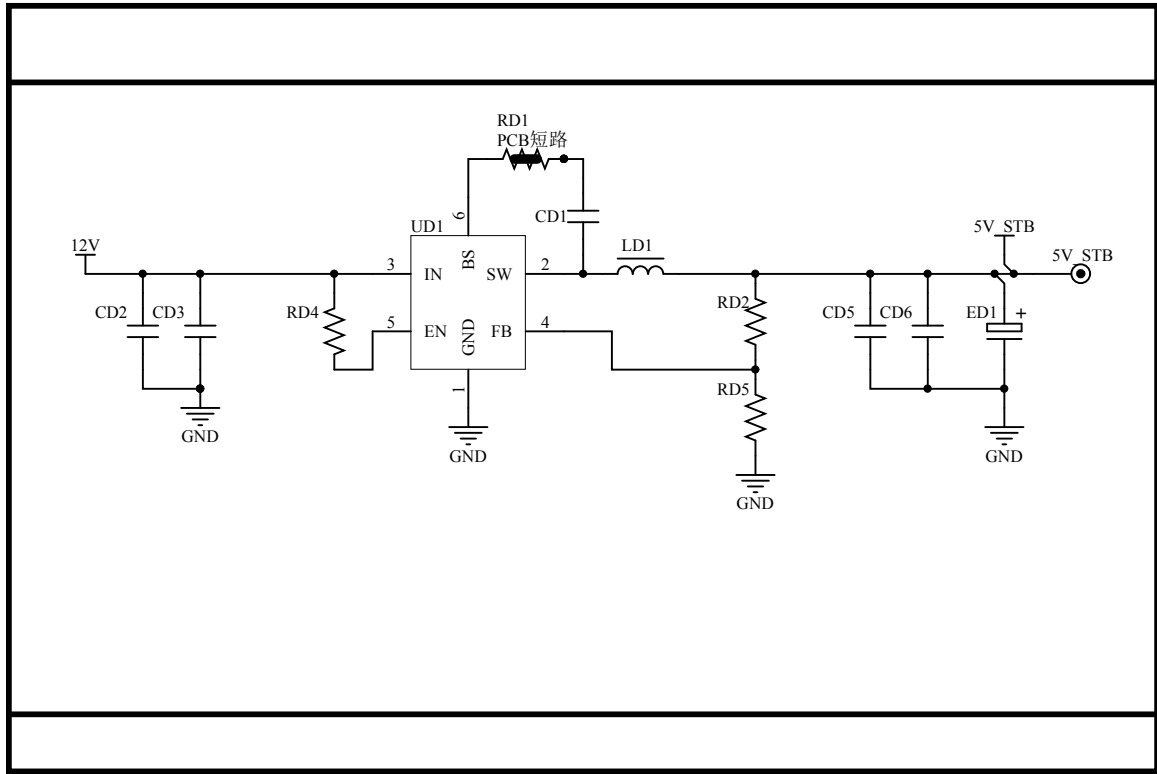 RD1
PCB短路
6
CD1
UD1
BS
LD1
5V_STB
12V
3
IN
SW
2
5V_STB
CD2
CD3
RD4
5
EN
GND
FB
4
RD2
CD5
CD6
ED1
+
1
RD5
GND
GND
GND
GND